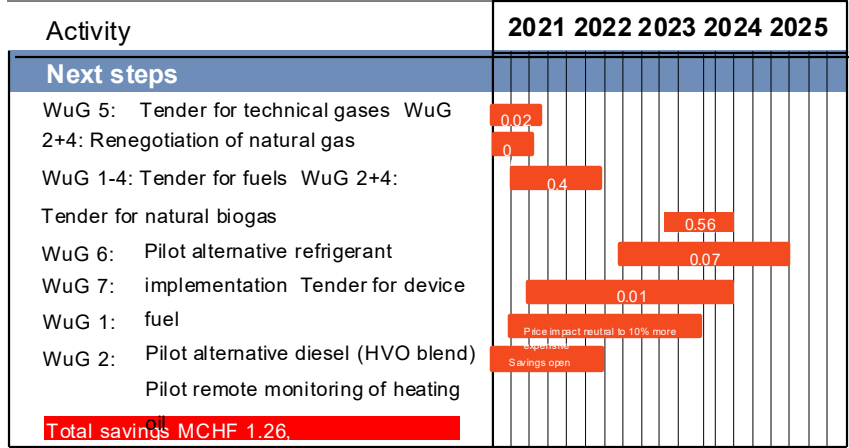 Activity 2021 2022 2023 2024 2025
Next steps
WuG 5: Tender for technical gases WuG
0.02
2+4: Renegotiation of natural gas
0
WuG 1-4: Tender for fuels WuG 2+4:
0.4
Tender for natural biogas
0.56
WuG 6: Pilot alternative refrigerant
0.07
WuG 7: implementation Tender for device
0.01
WuG 1: fuel
Price impact neutral to 10% more
expensive
WuG 2: Pilot alternative diesel (HVO blend)
Savings open
Pilot remote monitoring of heating
oil
Total savings MCHF 1.26,